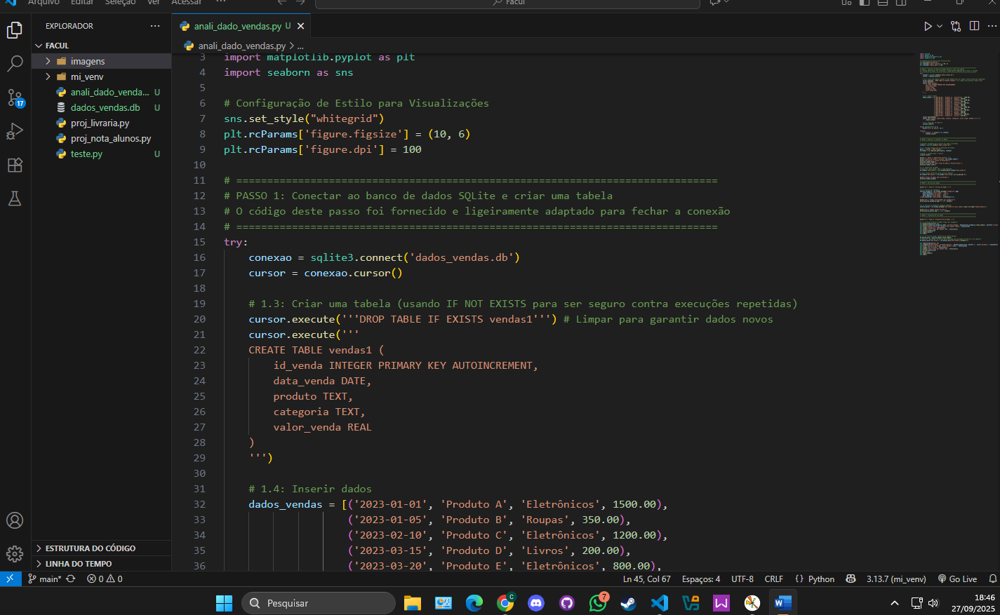 Arquivo Editar Seleção Ver Acessar ···
Facul
EXPLORADOR ···
anali_dado_vendas.py U
anali_dado_vendas.py > ...
FACUL
imagens
mi_venv
anali_dado_venda... U
dados_vendas.db U
proj_livraria.py
proj_nota_alunos.py
teste.py U
17
3 import matplotlib.pyplot as plt
4 import seaborn as sns
5
6 # Configuração de Estilo para Visualizações
7 sns.set_style("whitegrid")
8 plt.rcParams['figure.figsize'] = (10, 6)
9 plt.rcParams['figure.dpi'] = 100
10
11 # ==============================================================================
12 # PASSO 1: Conectar ao banco de dados SQLite e criar uma tabela
13 # O código deste passo foi fornecido e ligeiramente adaptado para fechar a conexão
14 # ==============================================================================
15 try:
16 conexao = sqlite3.connect('dados_vendas.db')
17 cursor = conexao.cursor()
18
19 # 1.3: Criar uma tabela (usando IF NOT EXISTS para ser seguro contra execuções repetidas)
20 cursor.execute('''DROP TABLE IF EXISTS vendas1''') # Limpar para garantir dados novos
21 cursor.execute('''
22 CREATE TABLE vendas1 (
23 id_venda INTEGER PRIMARY KEY AUTOINCREMENT,
24 data_venda DATE,
25 produto TEXT,
26 categoria TEXT,
27 valor_venda REAL
28 )
29 ''')
30
31 # 1.4: Inserir dados
32 dados_vendas = [('2023-01-01', 'Produto A', 'Eletrônicos', 1500.00),
33 ('2023-01-05', 'Produto B', 'Roupas', 350.00),
34 ('2023-02-10', 'Produto C', 'Eletrônicos', 1200.00),
35 ('2023-03-15', 'Produto D', 'Livros', 200.00),
36 ('2023-03-20', 'Produto E', 'Eletrônicos', 800.00),
ESTRUTURA DO CÓDIGO
LINHA DO TEMPO
main* 0 0 Ln 45, Col 67 Espaços: 4 UTF-8 CRLF {} Python 3.13.7 (mi_venv) Go Live
Pesquisar
C
7
18:46
27/09/2025